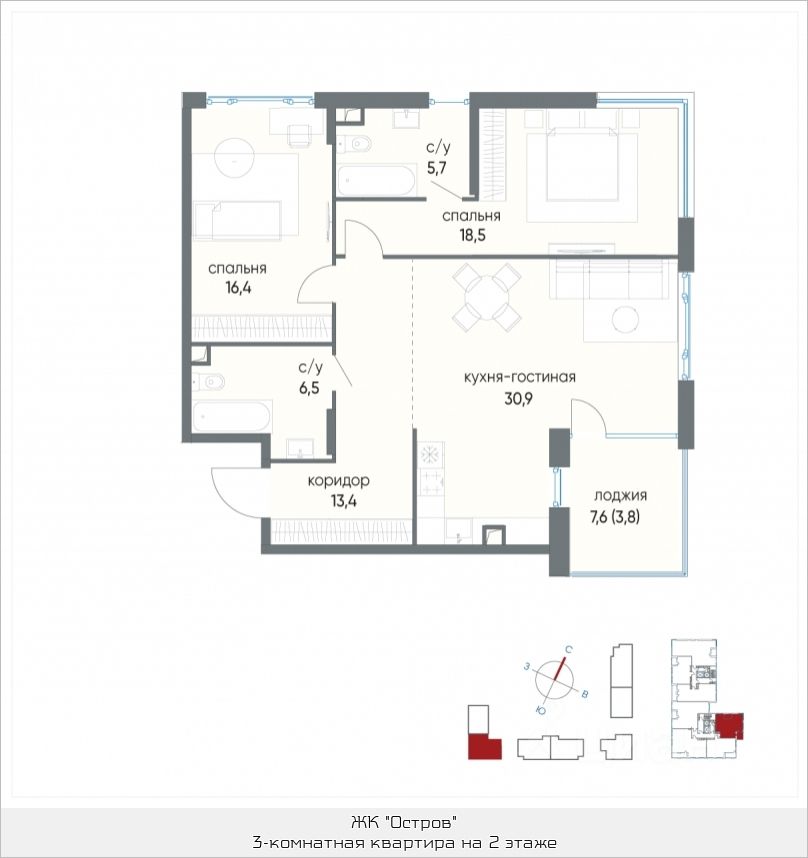 с/у
5,7
спальня
18,5
спальня
16,4
с/у
6,5
кухня-гостиная
30,9
коридор
13,4
лоджия
7,6 (3,8)
С
З
В
Ю
ЖК "Остров"
3-комнатная квартира на 2 этаже